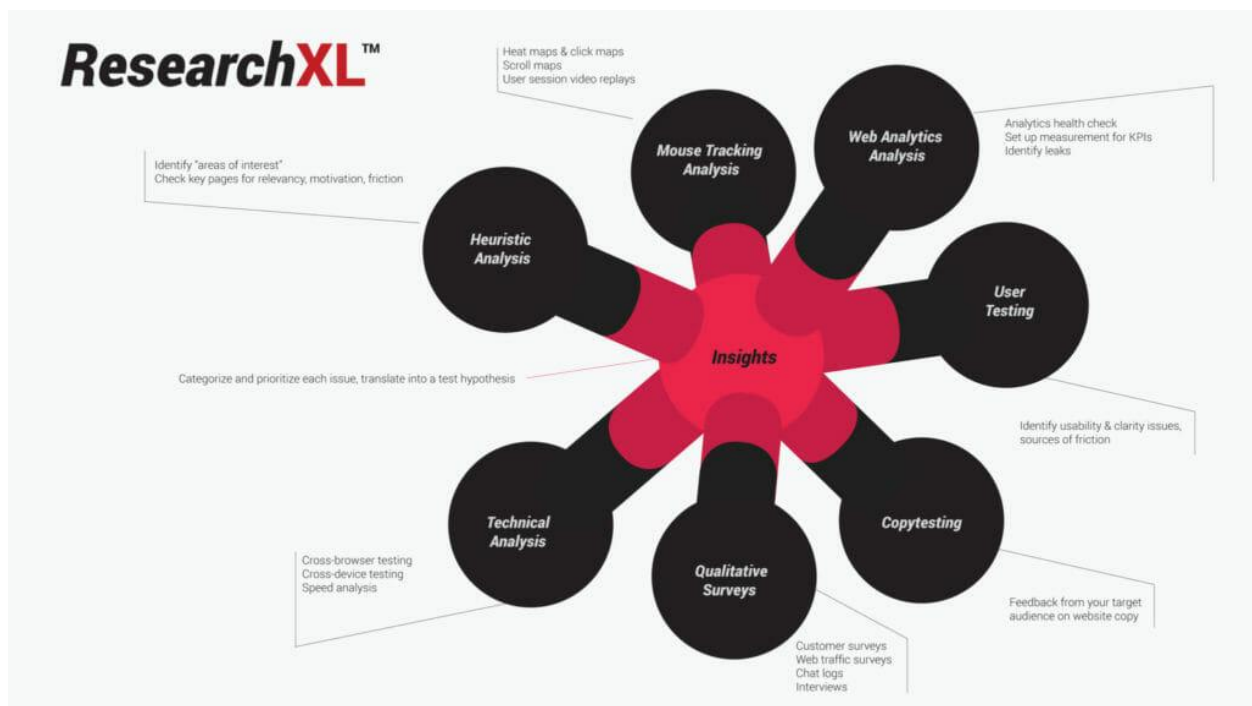 ResearchXL™
Heat maps & click maps
Scroll maps
User session video replays
Mouse Tracking
Analysis
Web Analytics
Analysis
Analytics health check
Set up measurement for KPIs
Identify leaks
Identify "areas of interest"
Check key pages for relevancy, motivation, friction
Heuristic
Analysis
User
Testing
Insights
Categorize and prioritize each issue, translate into a test hypothesis
Identify usability & clarity issues,
sources of friction
Technical
Analysis
Copytesting
Qualitative
Surveys
Cross-browser testing
Cross-device testing
Speed analysis
Feedback from your target
audience on website copy
Customer surveys
Web traffic surveys
Chat logs
Interviews